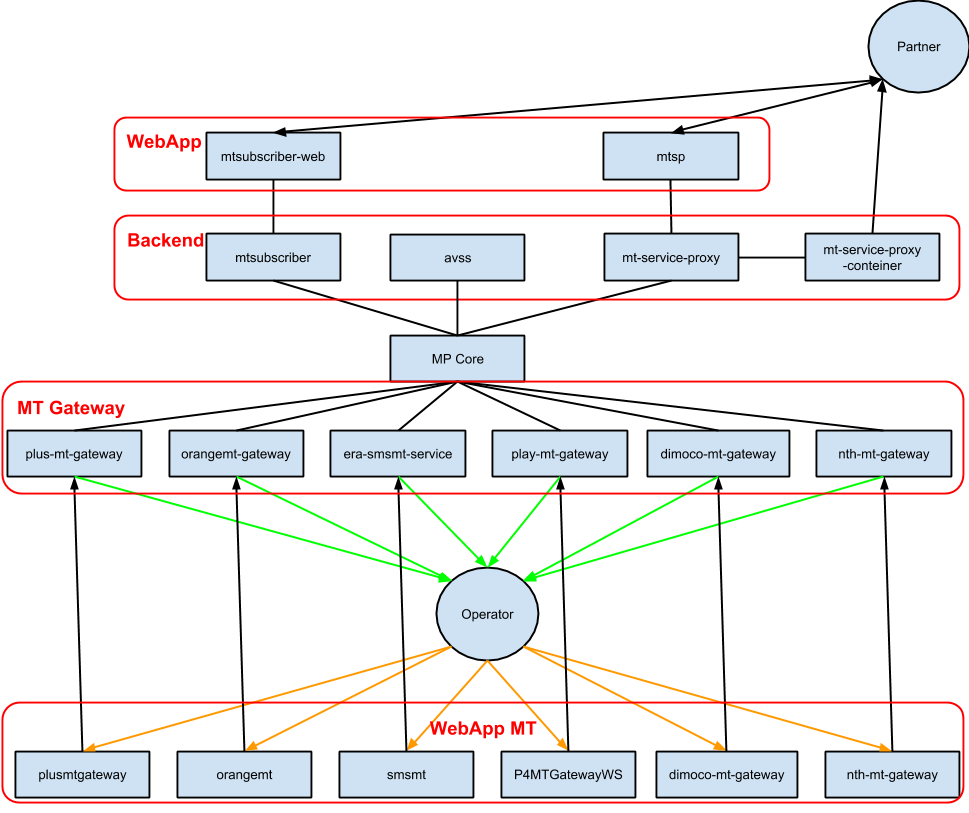 Partner
WebApp
mtsubscriber-web
mtsp
Backend
mtsubscriber
avss
mt-service-proxy
mt-service-proxy
-conteiner
MP Core
MT Gateway
plus-mt-gateway
orangemt-gateway
era-smsmt-service
play-mt-gateway
dimoco-mt-gateway
nth-mt-gateway
Operator
WebApp MT
plusmtgateway
orangemt
smsmt
P4MTGatewayWS
dimoco-mt-gateway
nth-mt-gateway